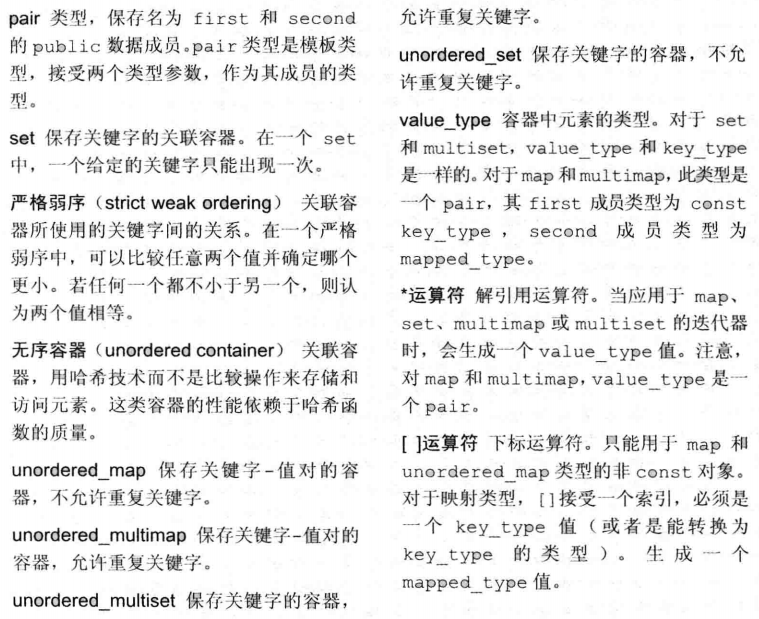 pair 类型，保存名为 first 和 second
的 public 数据成员。pair 类型是模板类
型，接受两个类型参数，作为其成员的类
型。
set 保存关键字的关联容器。在一个 set
中，一个给定的关键字只能出现一次。
严格弱序（strict weak ordering） 关联容
器所使用的关键字间的关系。在一个严格
弱序中，可以比较任意两个值并确定哪个
更小。若任何一个都不小于另一个，则认
为两个值相等。
无序容器（unordered container） 关联容
器，用哈希技术而不是比较操作来存储和
访问元素。这类容器的性能依赖于哈希函
数的质量。
unordered_map 保存关键字-值对的容
器，不允许重复关键字。
unordered_multimap 保存关键字-值对的
容器，允许重复关键字。
unordered_multiset 保存关键字的容器，
允许重复关键字。
unordered_set 保存关键字的容器，不允
许重复关键字。
value_type 容器中元素的类型。对于 set
和 multiset，value_type 和 key_type
是一样的。对于 map 和 multimap，此类型是
一个 pair，其 first 成员类型为 const
key_type，second 成员类型为
mapped_type。
*运算符 解引用运算符。当应用于 map、
set、multimap 或 multiset 的迭代器
时，会生成一个 value_type 值。注意，
对 map 和 multimap，value_type 是一
个 pair。
[ ]运算符 下标运算符。只能用于 map 和
unordered_map 类型的非 const 对象。
对于映射类型，[]接受一个索引，必须是
一个 key_type 值（或者是能转换为
key_type 的类型）。生成一个
mapped_type 值。